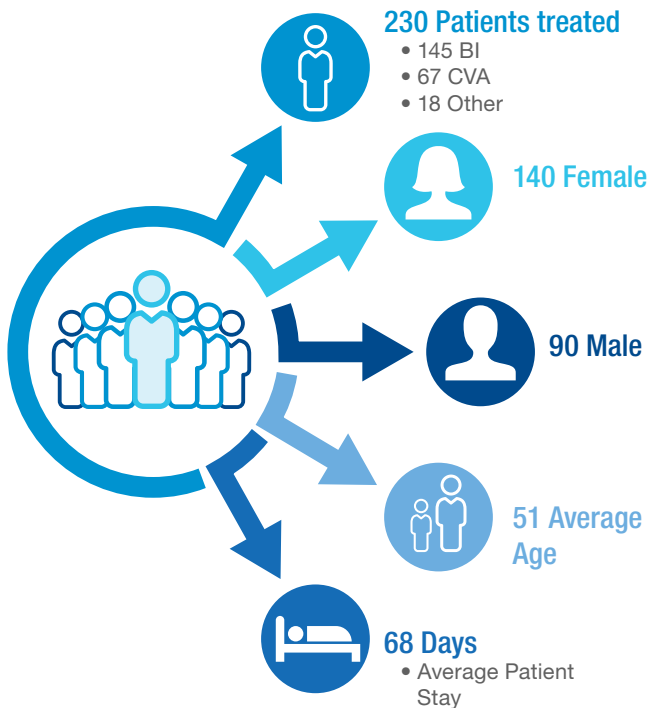 230 Patients treated
• 145 BI
• 67 CVA
• 18 Other
140 Female
90 Male
51 Average
Age
68 Days
• Average Patient
Stay